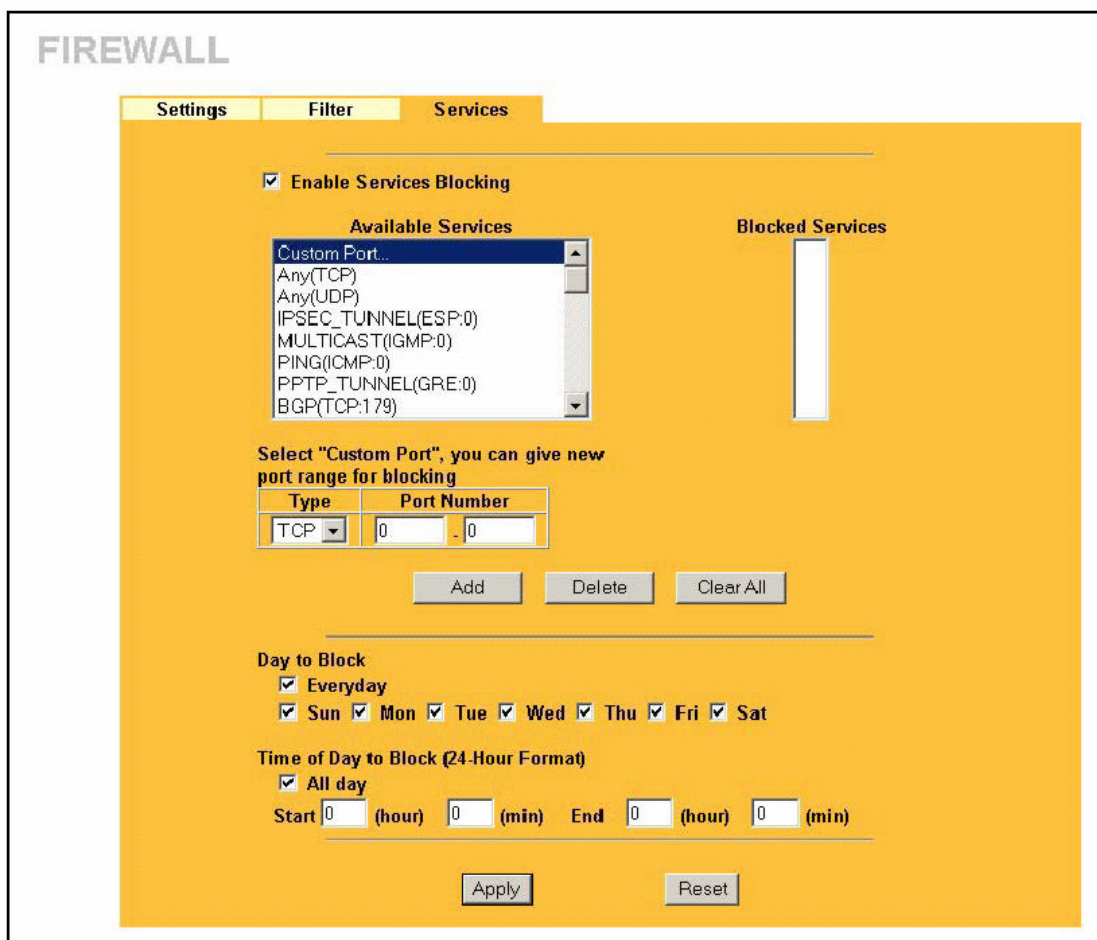 FIREWALL
Settings Filter Services
Enable Services Blocking
Available Services Blocked Services
Custom Port...
Any(TCP)
Any(UDP)
IPSEC_TUNNEL(ESP:0)
MULTICAST(IGMP:0)
PING(ICMP:0)
PPTP_TUNNEL(GRE:0)
BGP(TCP:179)
Select "Custom Port", you can give new
port range for blocking
Type Port Number
TCP 0 - 0
Add Delete Clear All
Day to Block
Everyday
Sun Mon Tue Wed Thu Fri Sat
Time of Day to Block (24-Hour Format)
All day
Start 0 (hour) 0 (min) End 0 (hour) 0 (min)
Apply Reset